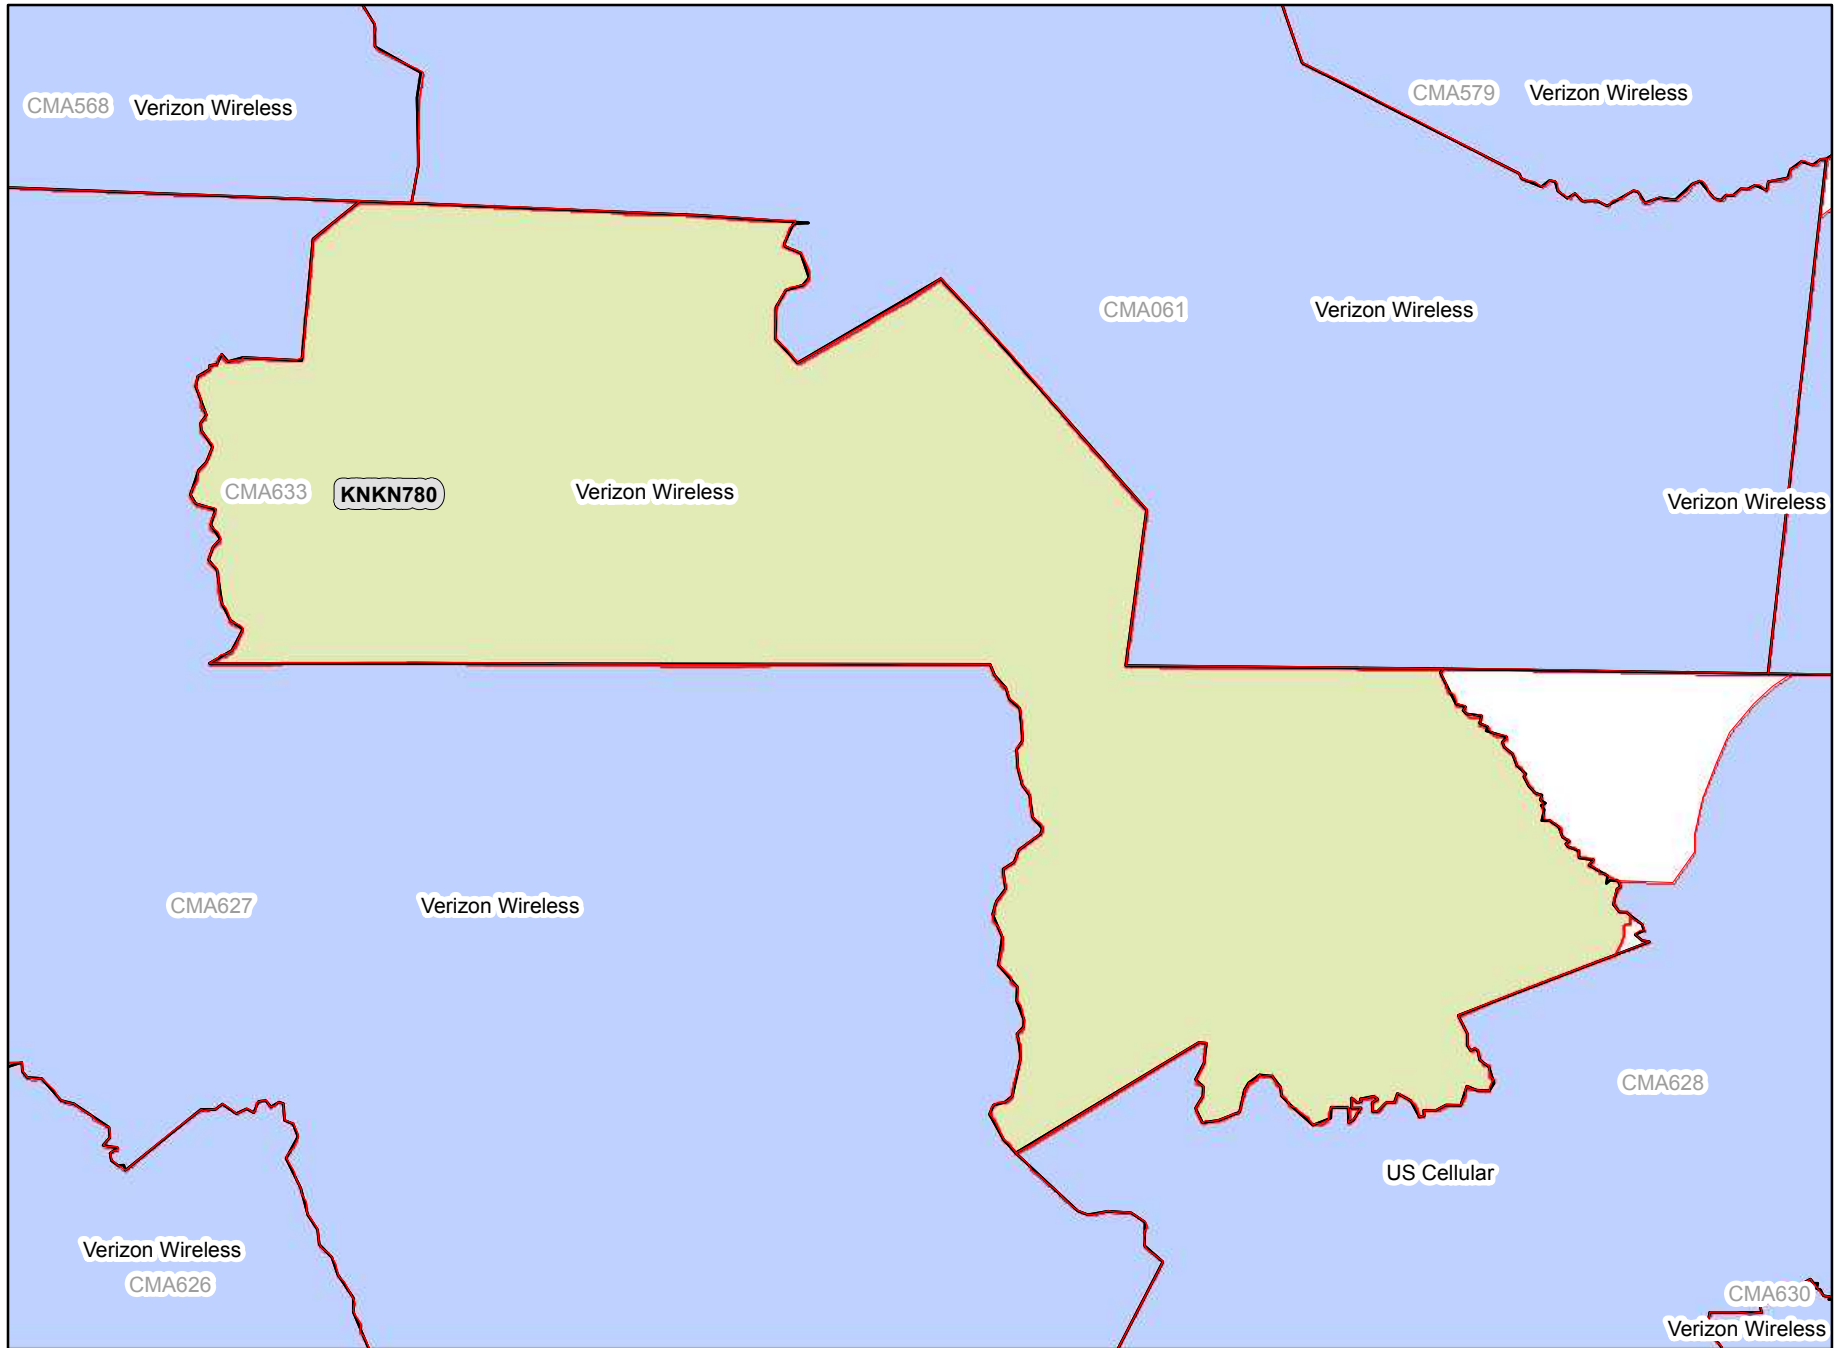 CMA568 Verizon Wireless
CMA579 Verizon Wireless
CMA061 Verizon Wireless
CMA633 KNKN780 Verizon Wireless
Verizon Wireless
CMA627 Verizon Wireless
CMA628
US Cellular
Verizon Wireless
CMA626
CMA630
Verizon Wireless